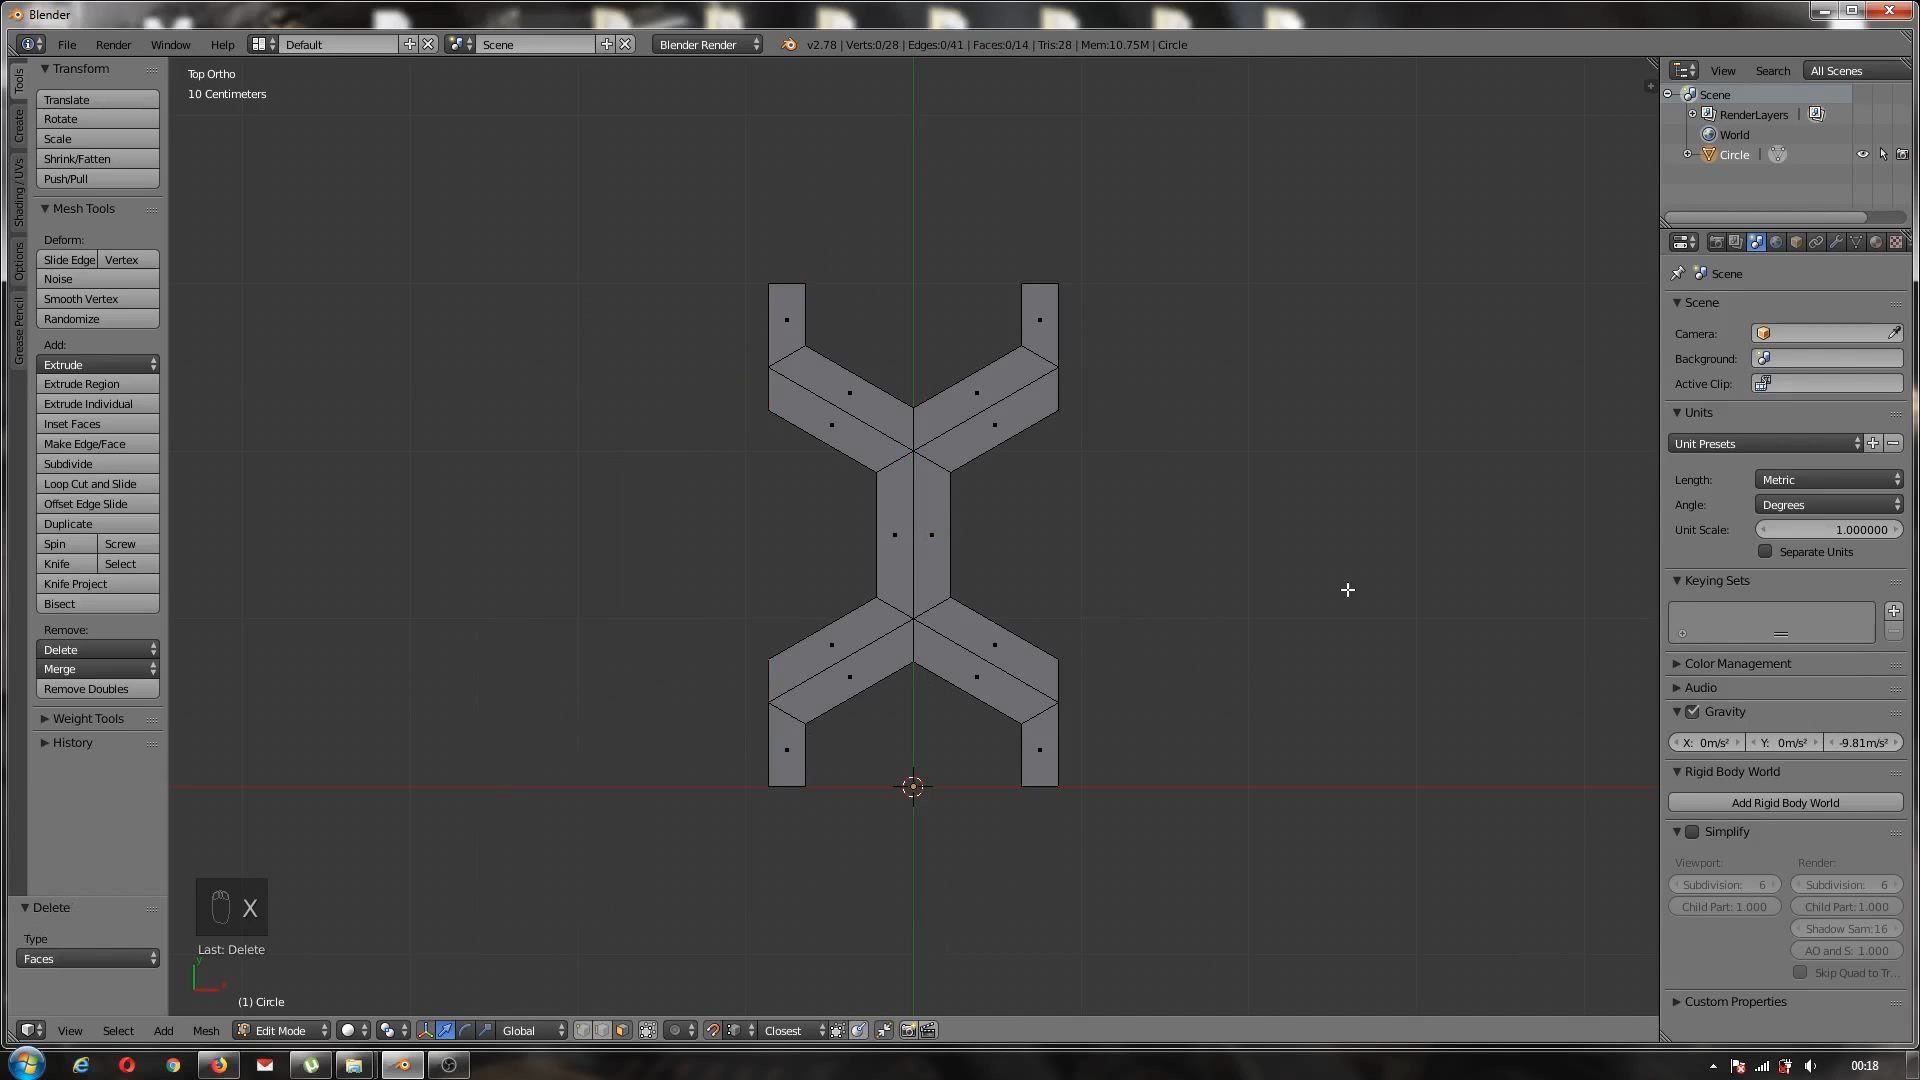 Blender
File Render Window Help Default Scene Blender Render v2.78 | Verts:0/28 | Edges:0/41 | Faces:0/14 | Tris:28 | Mem:10.75M | Circle
Tools
Create
Shading / UVs
Options
Grease Pencil
Transform
Translate
Rotate
Scale
Shrink/Fatten
Push/Pull
Mesh Tools
Deform:
Slide Edge Vertex
Noise
Smooth Vertex
Randomize
Add:
Extrude
Extrude Region
Extrude Individual
Inset Faces
Make Edge/Face
Subdivide
Loop Cut and Slide
Offset Edge Slide
Duplicate
Spin Screw
Knife Select
Knife Project
Bisect
Remove:
Delete
Merge
Remove Doubles
Weight Tools
History
Delete
Type
Faces
Top Ortho
10 Centimeters
X
Last: Delete
y
(1) Circle
View Select Add Mesh Edit Mode Global Closest
View Search All Scenes
Scene
RenderLayers |
World
Circle |
Scene
Scene
Camera:
Background:
Active Clip:
Units
Unit Presets
Length: Metric
Angle: Degrees
Unit Scale: 1.000000
Separate Units
Keying Sets
Color Management
Audio
Gravity
X: 0m/s² Y: 0m/s² -9.81m/s²
Rigid Body World
Add Rigid Body World
Simplify
Viewport: Render:
Subdivision: 6 Subdivision: 6
Child Part: 1.000 Child Part: 1.000
Shadow Sam:16
AO and S: 1.000
Skip Quad to Tr...
Custom Properties
00:18